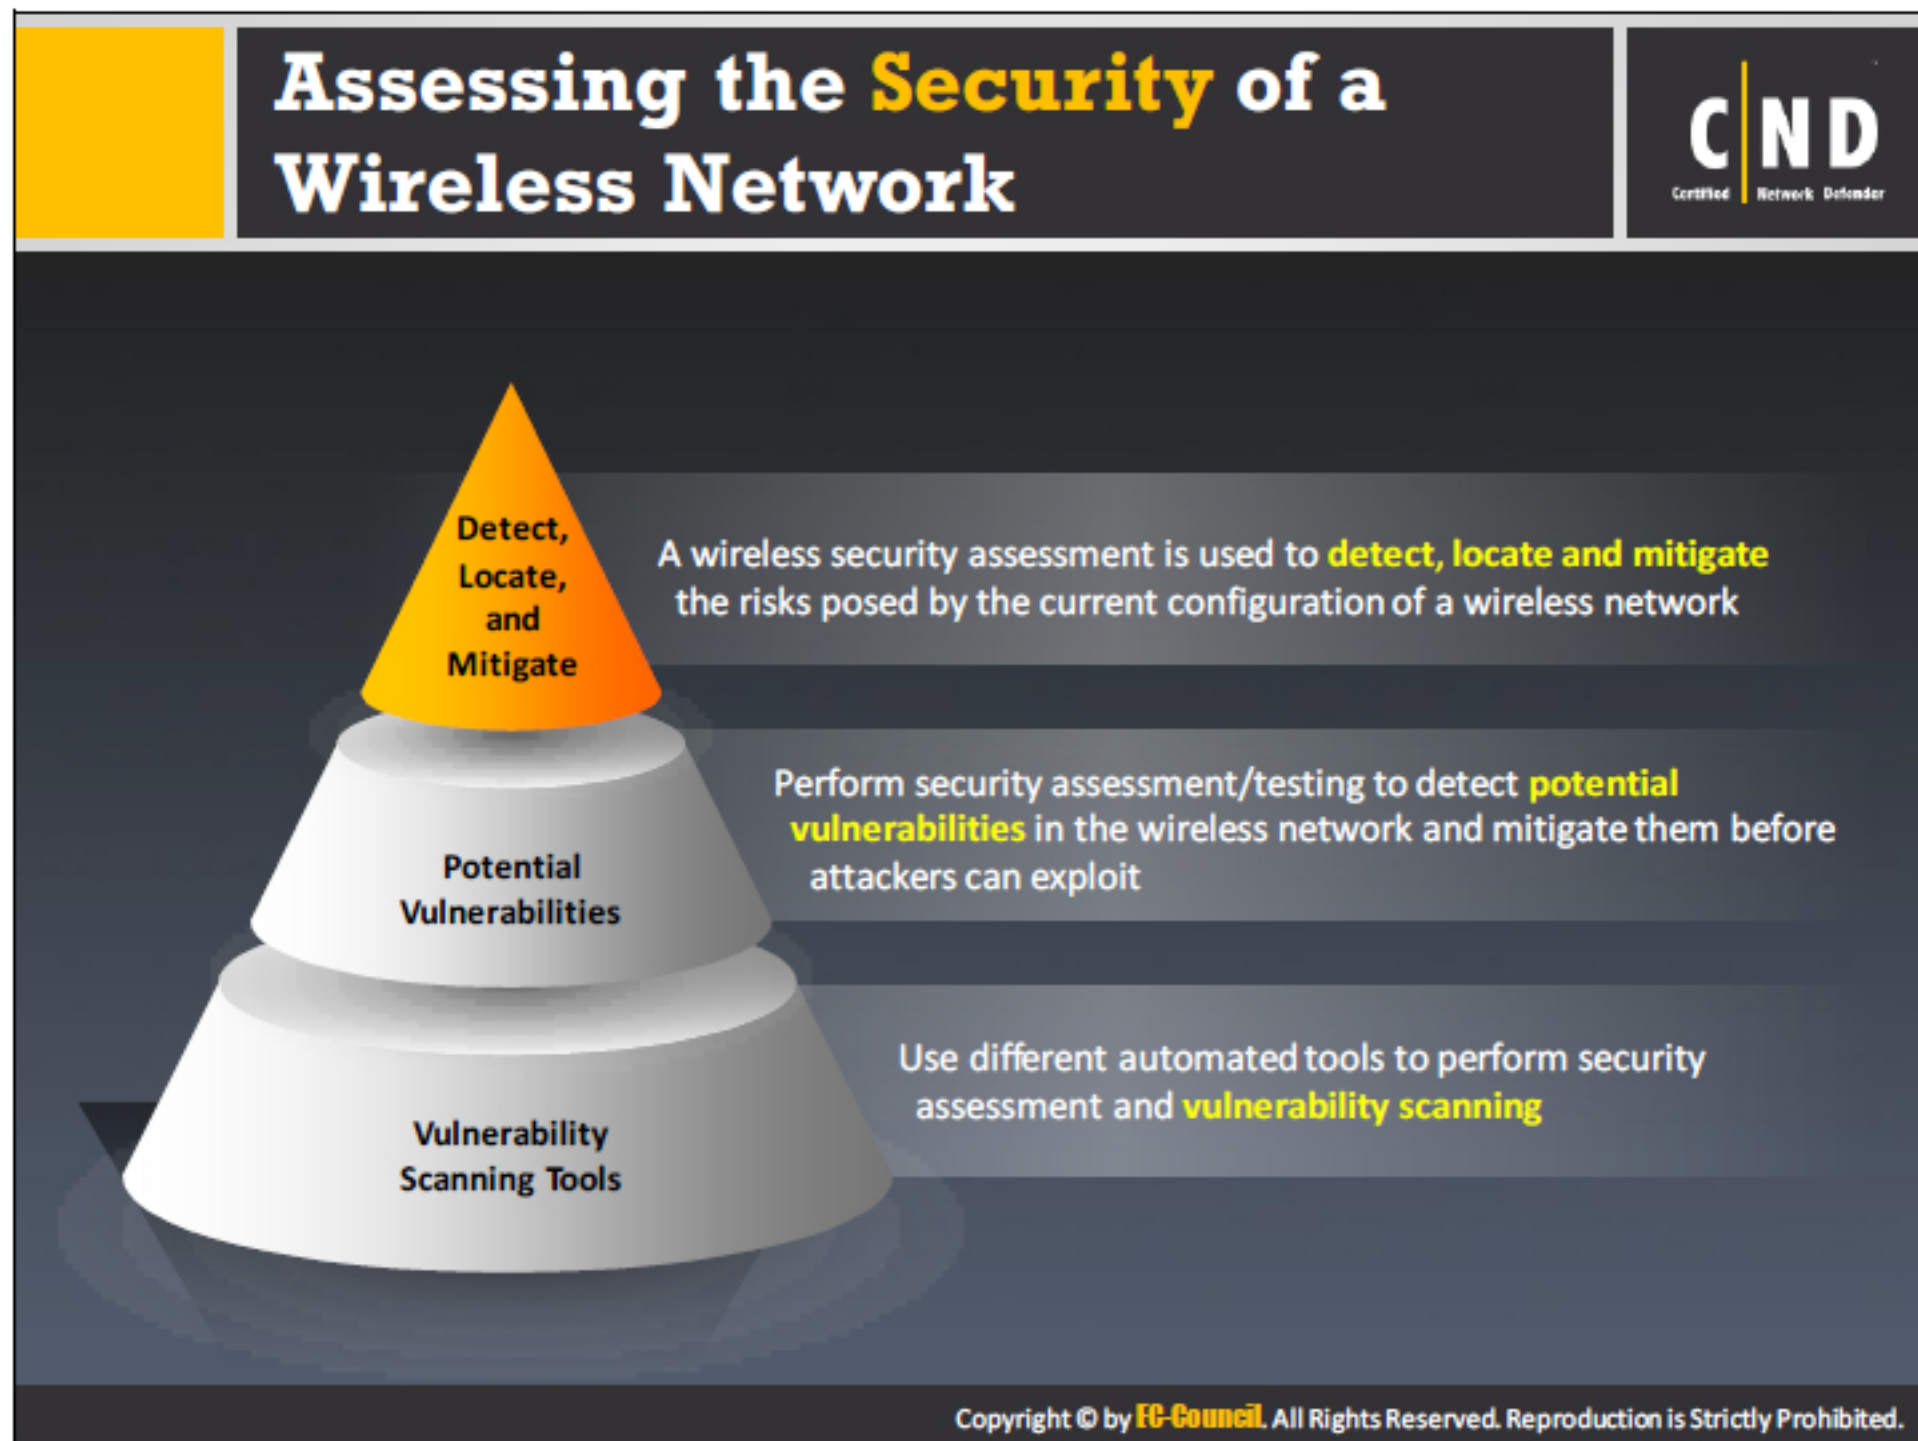 Assessing the Security of a
Wireless Network
C|ND
Certified Network Defender
Detect,
Locate,
and
Mitigate
A wireless security assessment is used to detect, locate and mitigate
the risks posed by the current configuration of a wireless network
Potential
Vulnerabilities
Perform security assessment/testing to detect potential
vulnerabilities in the wireless network and mitigate them before
attackers can exploit
Vulnerability
Scanning Tools
Use different automated tools to perform security
assessment and vulnerability scanning
Copyright © by EC-Council. All Rights Reserved. Reproduction is Strictly Prohibited.